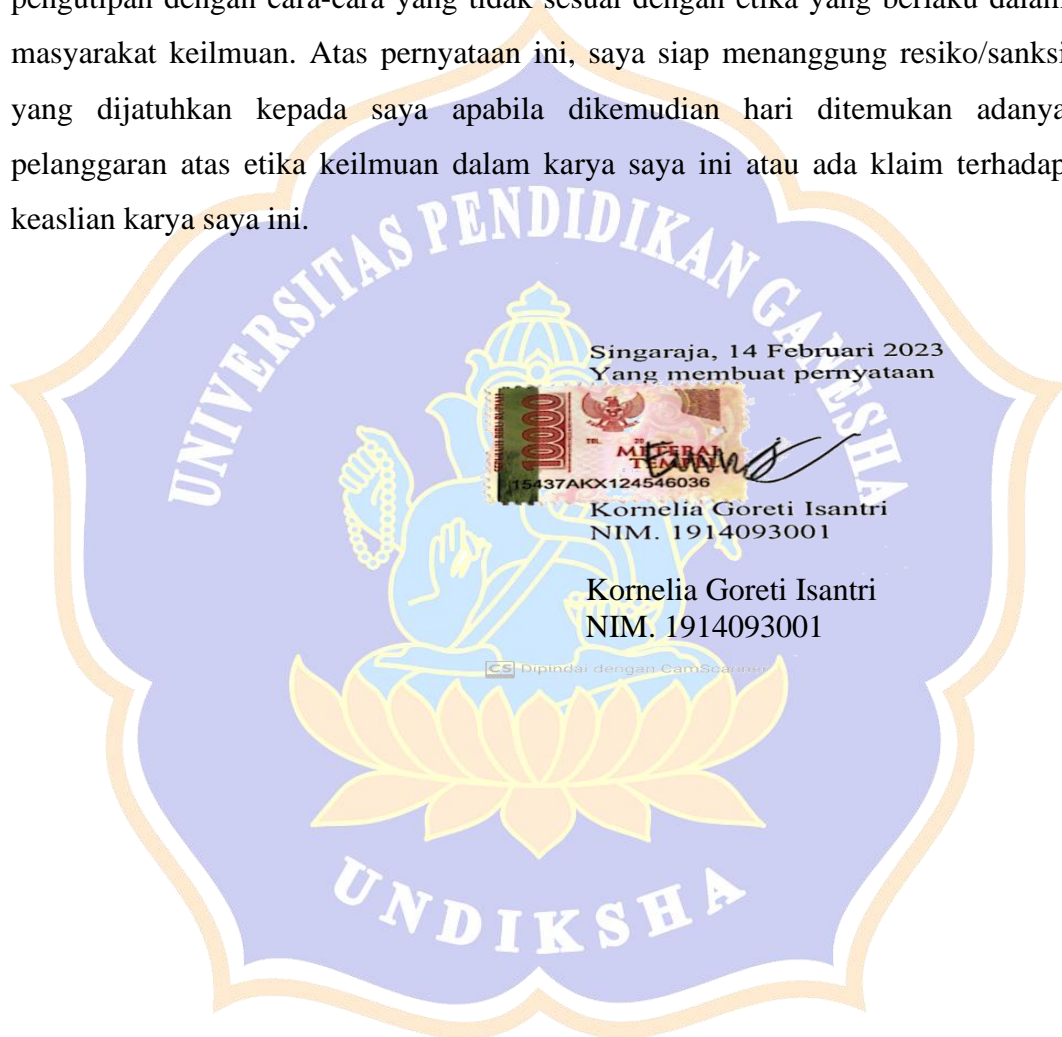 pengutipan dengan cara-cara yang tidak sesuai dengan etika yang berlaku dalam
masyarakat keilmuan. Atas pernyataan ini, saya siap menanggung resiko/sanksi
yang dijatuhkan kepada saya apabila dikemudian hari ditemukan adanya
pelanggaran atas etika keilmuan dalam karya saya ini atau ada klaim terhadap
keaslian karya saya ini.
UNIVERSITAS PENDIDIKAN GANESHA
Singaraja, 14 Februari 2023
Yang membuat pernyataan
10000
TGL. 20
METERAI
TEMPEL
15437AKX124546036
Kornelia Goreti Isantri
NIM. 1914093001
Kornelia Goreti Isantri
NIM. 1914093001
CS Dipindai dengan CamScanner
UNDIKSHA